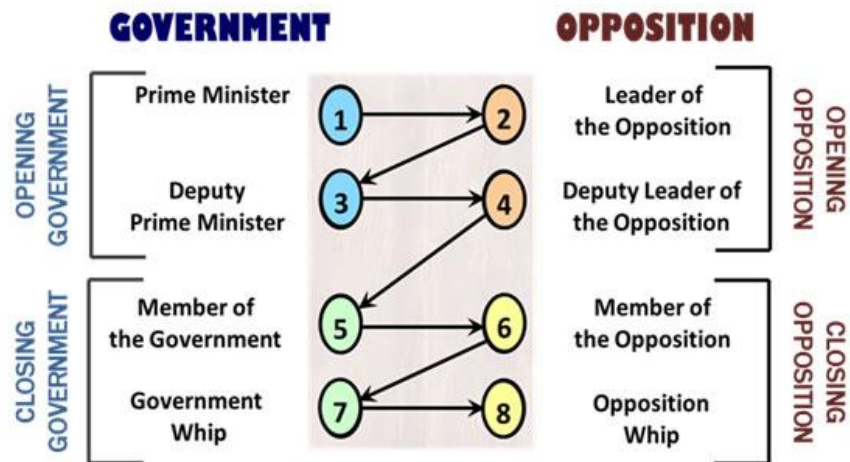 GOVERNMENT
OPPOSITION
OPENING
GOVERNMENT
Prime Minister
1
2
Leader of
the Opposition
OPENING
OPPOSITION
Deputy
Prime Minister
3
4
Deputy Leader of
the Opposition
CLOSING
GOVERNMENT
Member of
the Government
5
6
Member of
the Opposition
CLOSING
OPPOSITION
Government
Whip
7
8
Opposition
Whip